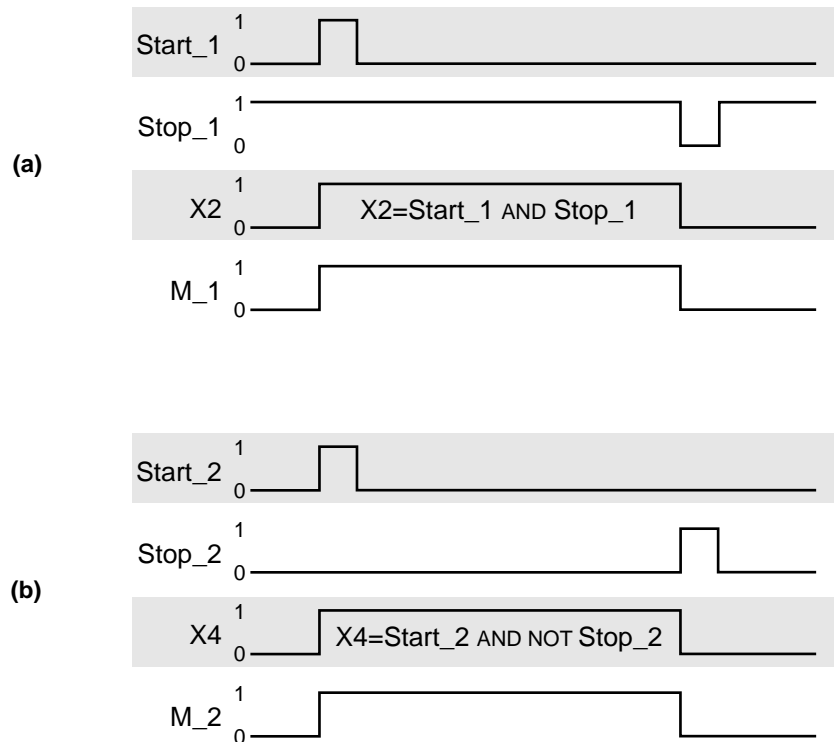 1
Start_1
0
1
Stop_1
0
(a)
1
X2 X2=Start_1 AND Stop_1
0
1
M_1
0
1
Start_2
0
1
Stop_2
0
(b)
1
X4 X4=Start_2 AND NOT Stop_2
0
1
M_2
0